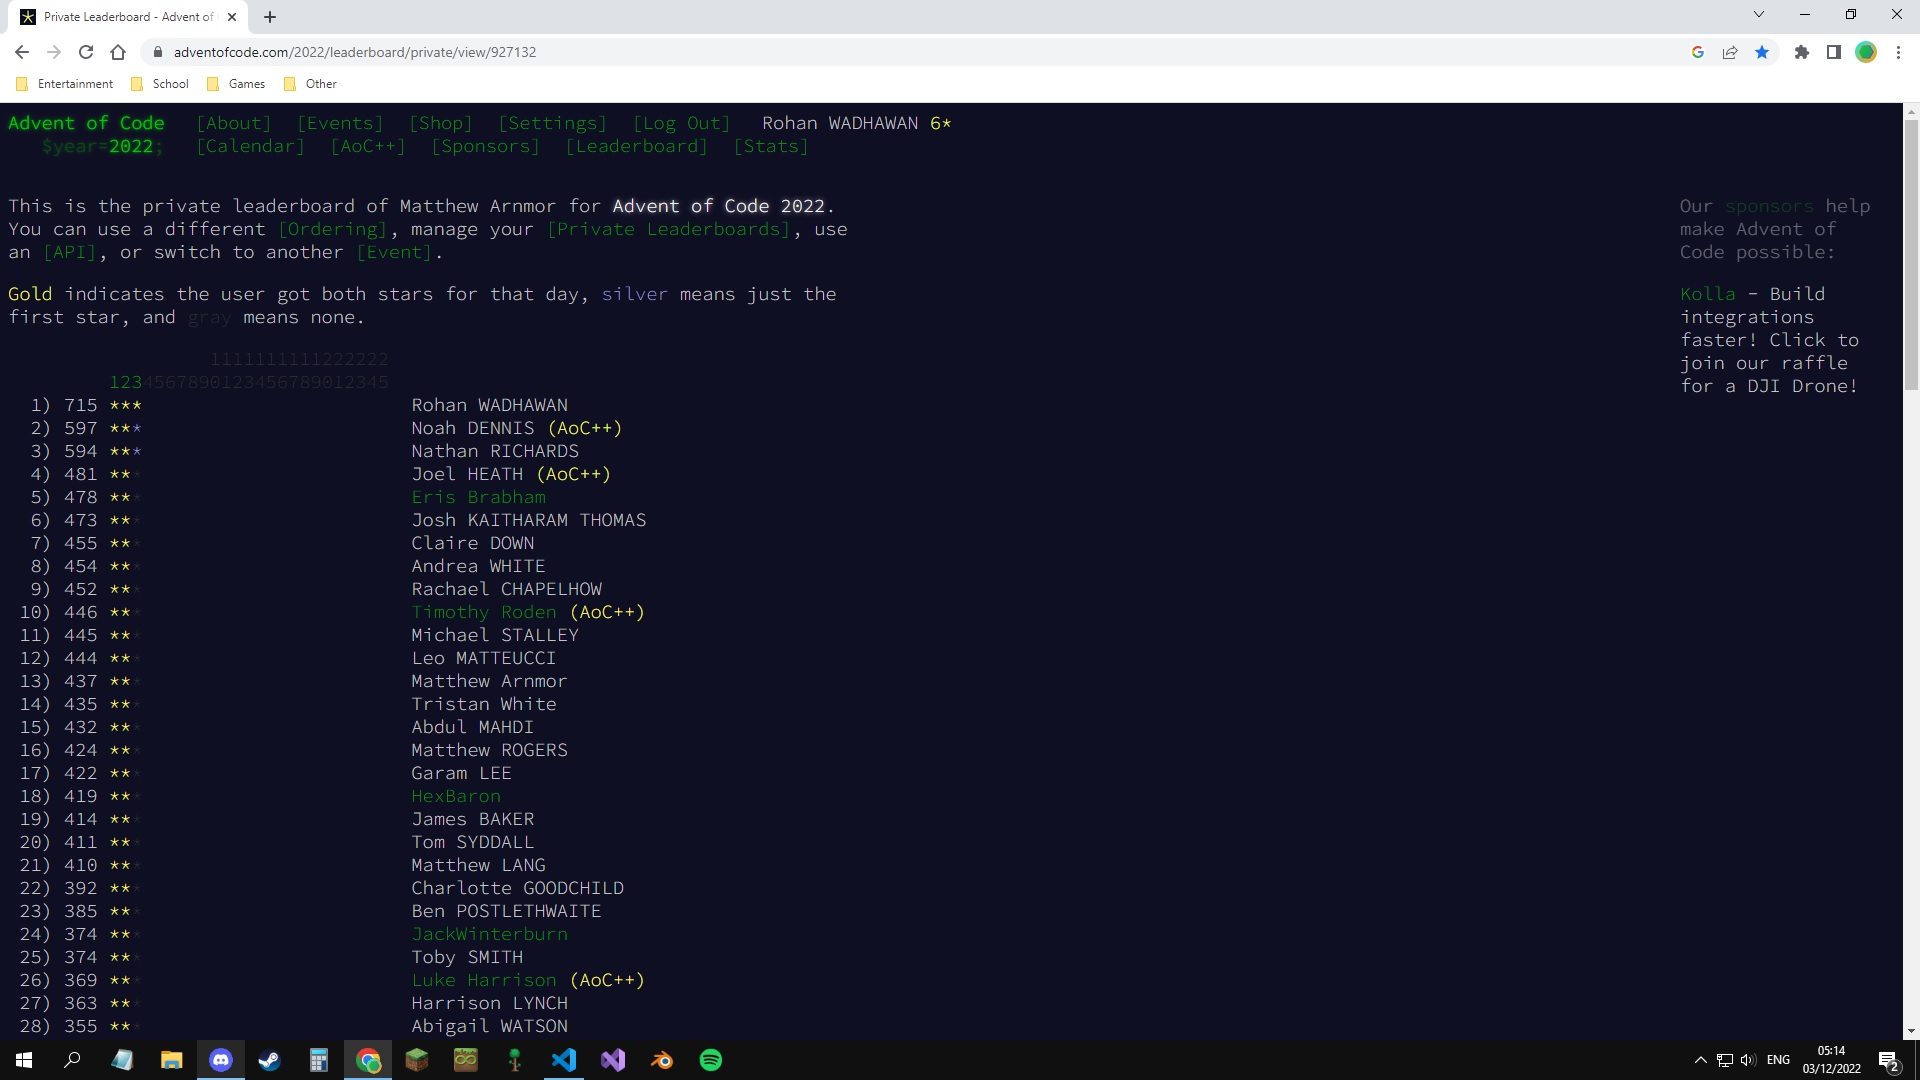 Private Leaderboard - Advent of
adventofcode.com/2022/leaderboard/private/view/927132
Entertainment School Games Other
Advent of Code [About] [Events] [Shop] [Settings] [Log Out] Rohan WADHAWAN 6*
$year=2022; [Calendar] [AoC++] [Sponsors] [Leaderboard] [Stats]
This is the private leaderboard of Matthew Arnmor for Advent of Code 2022.
You can use a different [Ordering], manage your [Private Leaderboards], use
an [API], or switch to another [Event].
Gold indicates the user got both stars for that day, silver means just the
first star, and gray means none.
1111111111222222
1234567890123456789012345
1) 715 *** Rohan WADHAWAN
2) 597 *** Noah DENNIS (AoC++)
3) 594 *** Nathan RICHARDS
4) 481 *** Joel HEATH (AoC++)
5) 478 *** Eris Brabham
6) 473 *** Josh KAITHARAM THOMAS
7) 455 *** Claire DOWN
8) 454 *** Andrea WHITE
9) 452 *** Rachael CHAPELHOW
10) 446 *** Timothy Roden (AoC++)
11) 445 *** Michael STALLEY
12) 444 *** Leo MATTEUCCI
13) 437 *** Matthew Arnmor
14) 435 *** Tristan White
15) 432 *** Abdul MAHDI
16) 424 *** Matthew ROGERS
17) 422 *** Garam LEE
18) 419 *** HexBaron
19) 414 *** James BAKER
20) 411 *** Tom SYDDALL
21) 410 *** Matthew LANG
22) 392 *** Charlotte GOODCHILD
23) 385 *** Ben POSTLETHWAITE
24) 374 *** JackWinterburn
25) 374 *** Toby SMITH
26) 369 *** Luke Harrison (AoC++)
27) 363 *** Harrison LYNCH
28) 355 *** Abigail WATSON
Our sponsors help
make Advent of
Code possible:
Kolla - Build
integrations
faster! Click to
join our raffle
for a DJI Drone!
ENG
05:14
03/12/2022
2